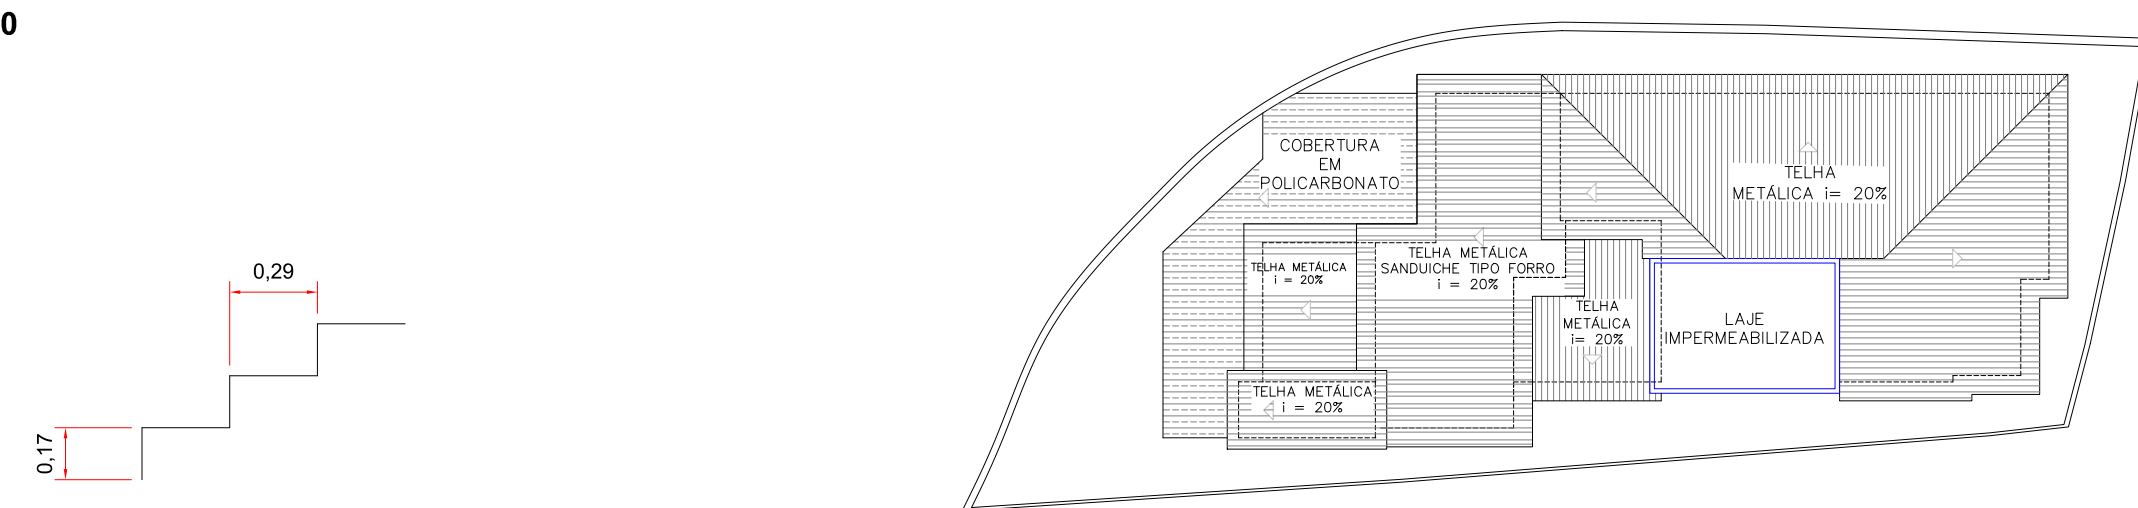 0
0,29
0,17
COBERTURA
EM
POLICARBONATO
TELHA
METÁLICA i= 20%
TELHA METÁLICA
i = 20%
TELHA METÁLICA
SANDUICHE TIPO FORRO
i = 20%
TELHA
METÁLICA
i= 20%
LAJE
IMPERMEABILIZADA
TELHA METÁLICA
i = 20%